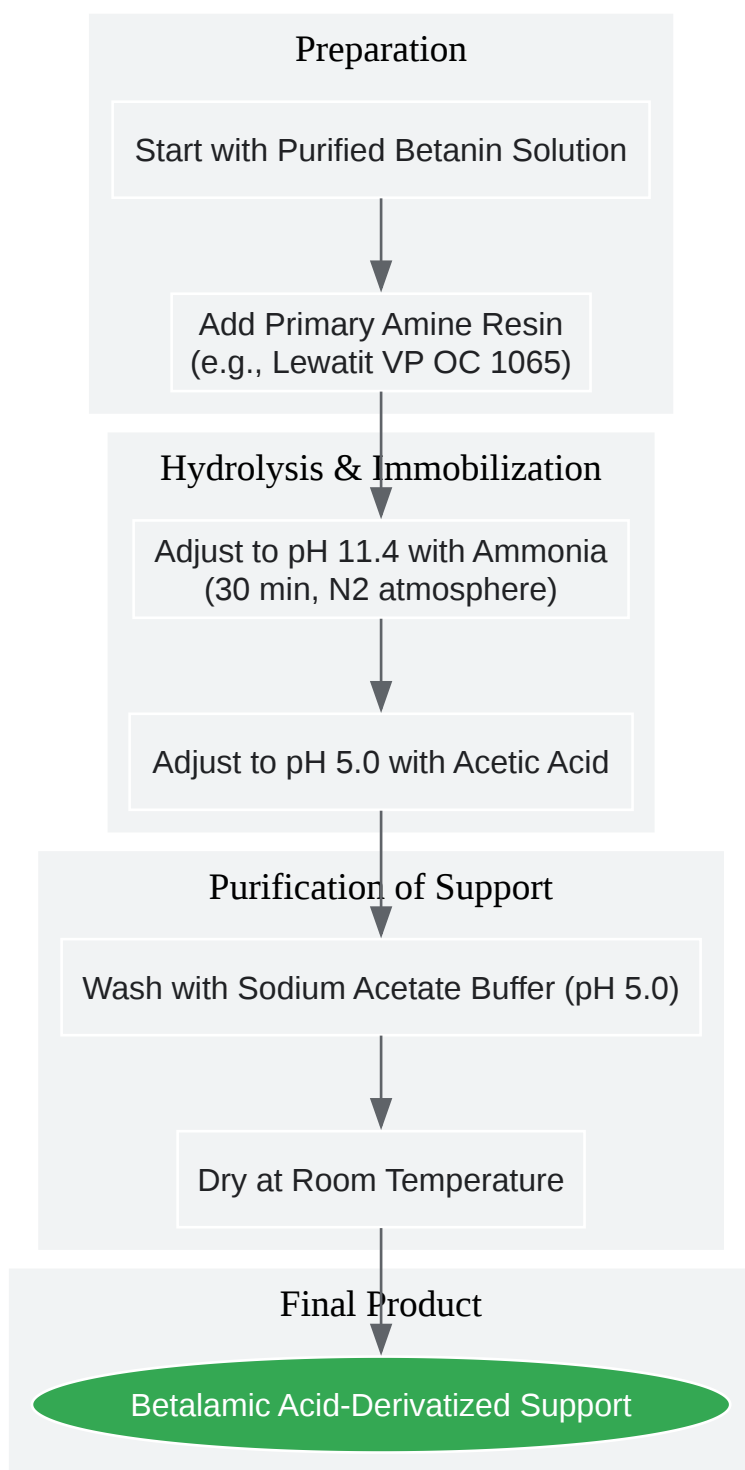 Preparation
Start with Purified Betanin Solution
Add Primary Amine Resin
(e.g., Lewatit VP OC 1065)
Hydrolysis & Immobilization
Adjust to pH 11.4 with Ammonia
(30 min, N2 atmosphere)
Adjust to pH 5.0 with Acetic Acid
Purification of Support
Wash with Sodium Acetate Buffer (pH 5.0)
Dry at Room Temperature
Final Product
Betalamic Acid-Derivatized Support